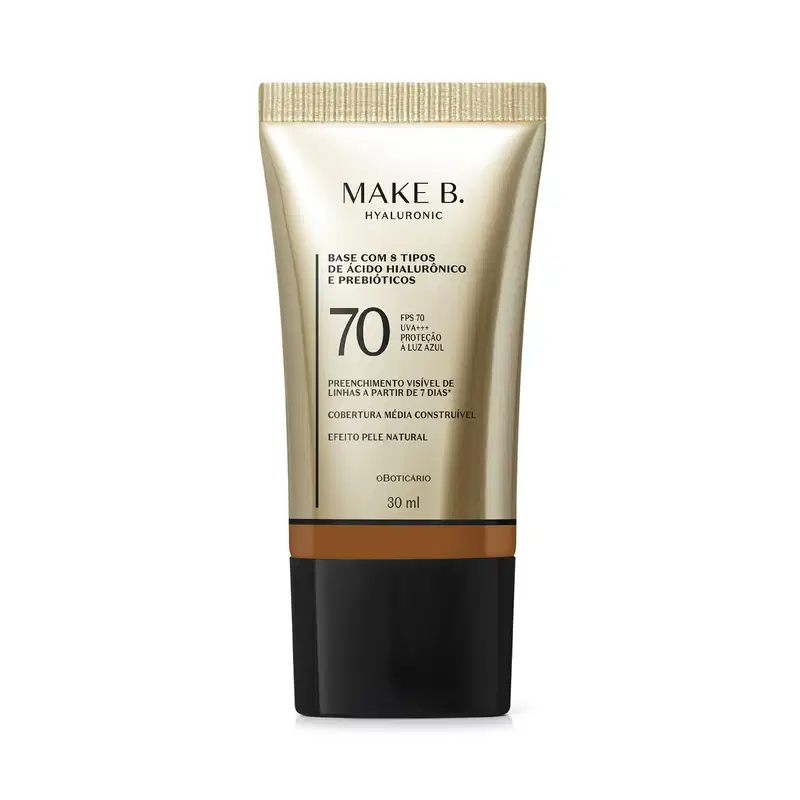 MAKE B.
HYALURONIC
BASE COM 8 TIPOS
DE ÁCIDO HIALURÔNICO
E PREBIÓTICOS
70
FPS 70
UVA+++
PROTEÇÃO
À LUZ AZUL
PREENCHIMENTO VISÍVEL DE
LINHAS A PARTIR DE 7 DIAS*
COBERTURA MÉDIA CONSTRUÍVEL
EFEITO PELE NATURAL
oBOTICÁRIO
30 ml